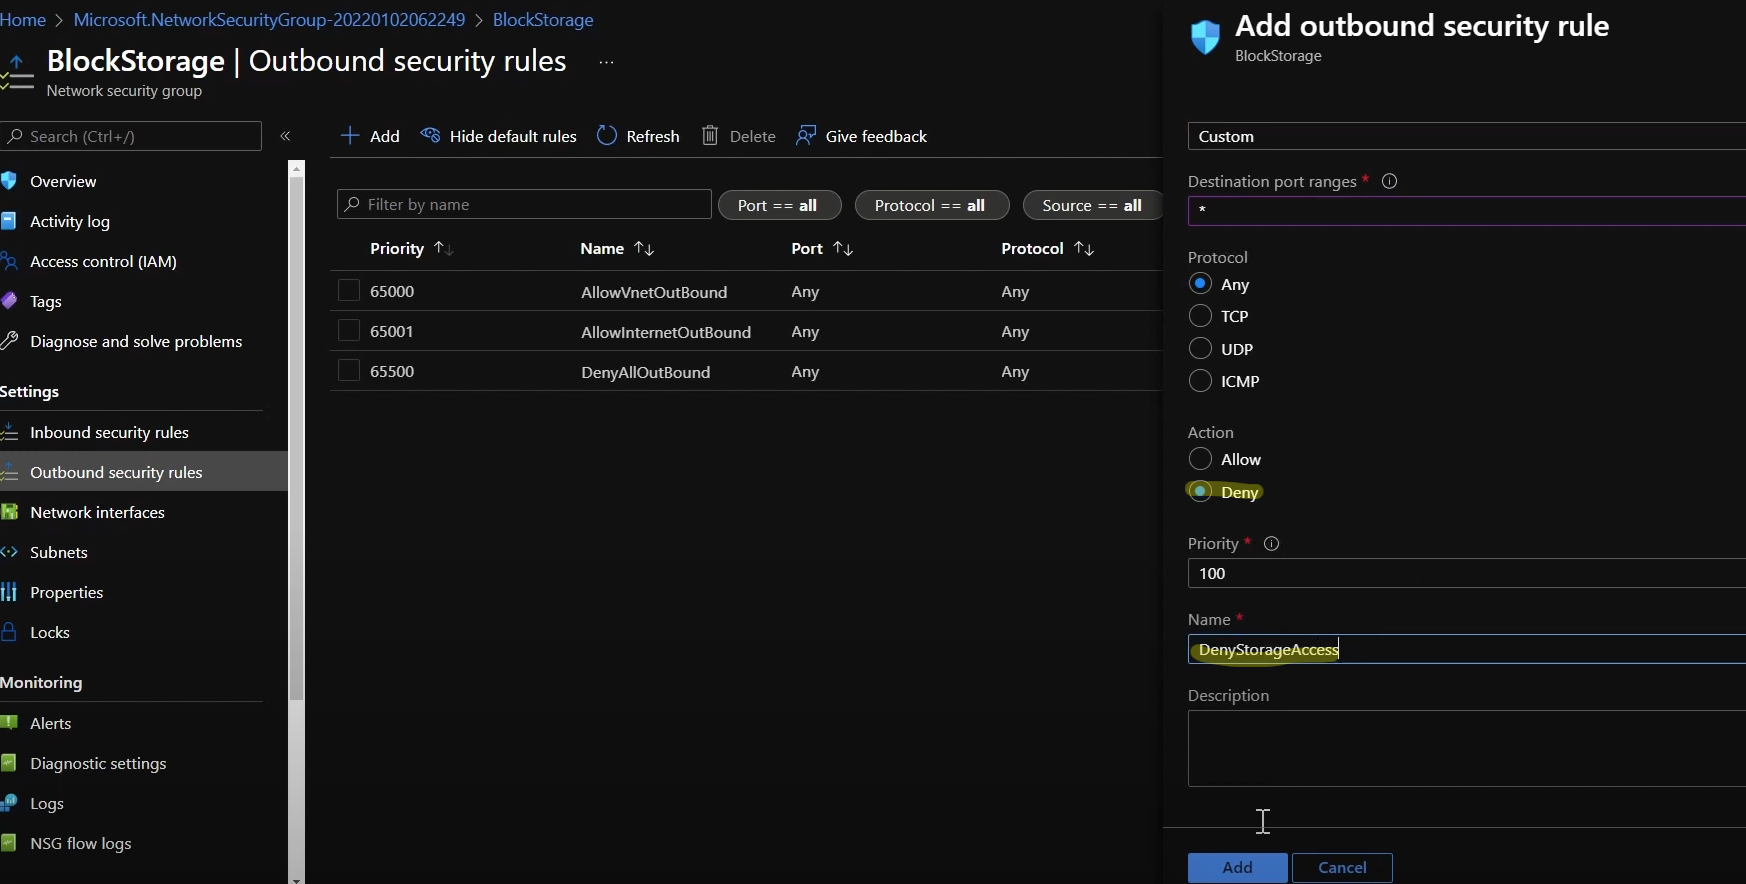 Home > Microsoft.NetworkSecurityGroup-20220102062249 > BlockStorage
BlockStorage | Outbound security rules ...
Network security group
Search (Ctrl+/)
«
Overview
Activity log
Access control (IAM)
Tags
Diagnose and solve problems
Settings
Inbound security rules
Outbound security rules
Network interfaces
Subnets
Properties
Locks
Monitoring
Alerts
Diagnostic settings
Logs
NSG flow logs
Add Hide default rules Refresh Delete Give feedback
Filter by name Port == all Protocol == all Source == all
Priority Name Port Protocol
65000 AllowVnetOutBound Any Any
65001 AllowInternetOutBound Any Any
65500 DenyAllOutBound Any Any
Add outbound security rule
BlockStorage
Custom
Destination port ranges *
*
Protocol
Any
TCP
UDP
ICMP
Action
Allow
Deny
Priority *
100
Name *
DenyStorageAccess
Description
Add Cancel